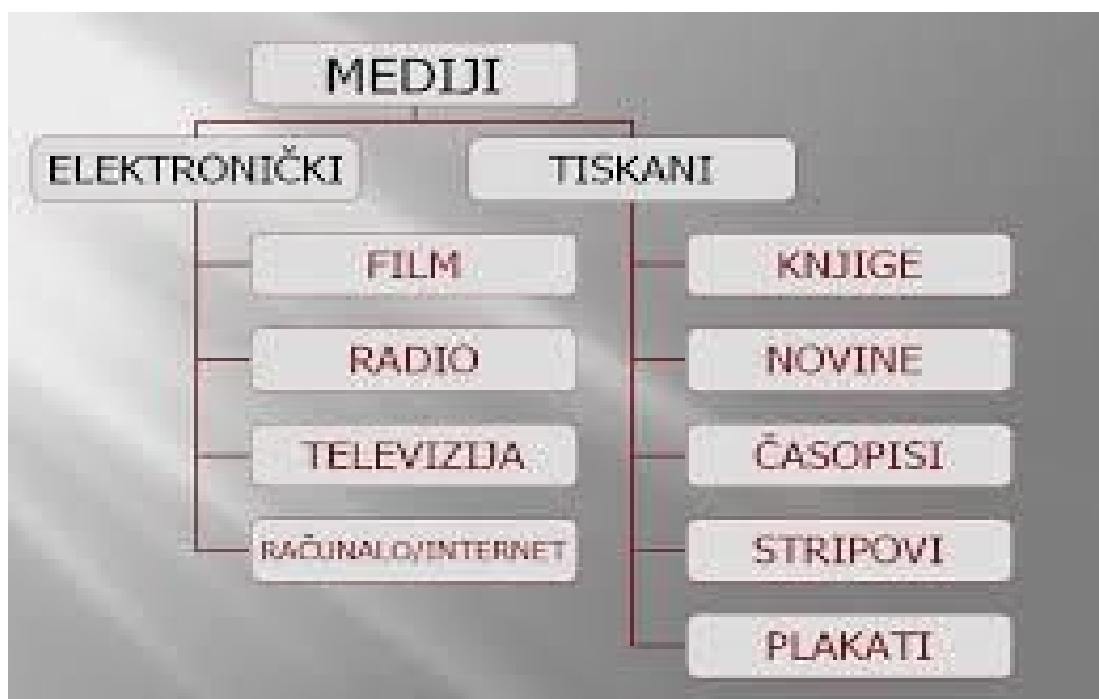 MEDIJI
ELEKTRONIČKI
TISKANI
FILM
RADIO
TELEVIZIJA
RAČUNALO/INTERNET
KNJIGE
NOVINE
ČASOPISI
STRIPOVI
PLAKATI